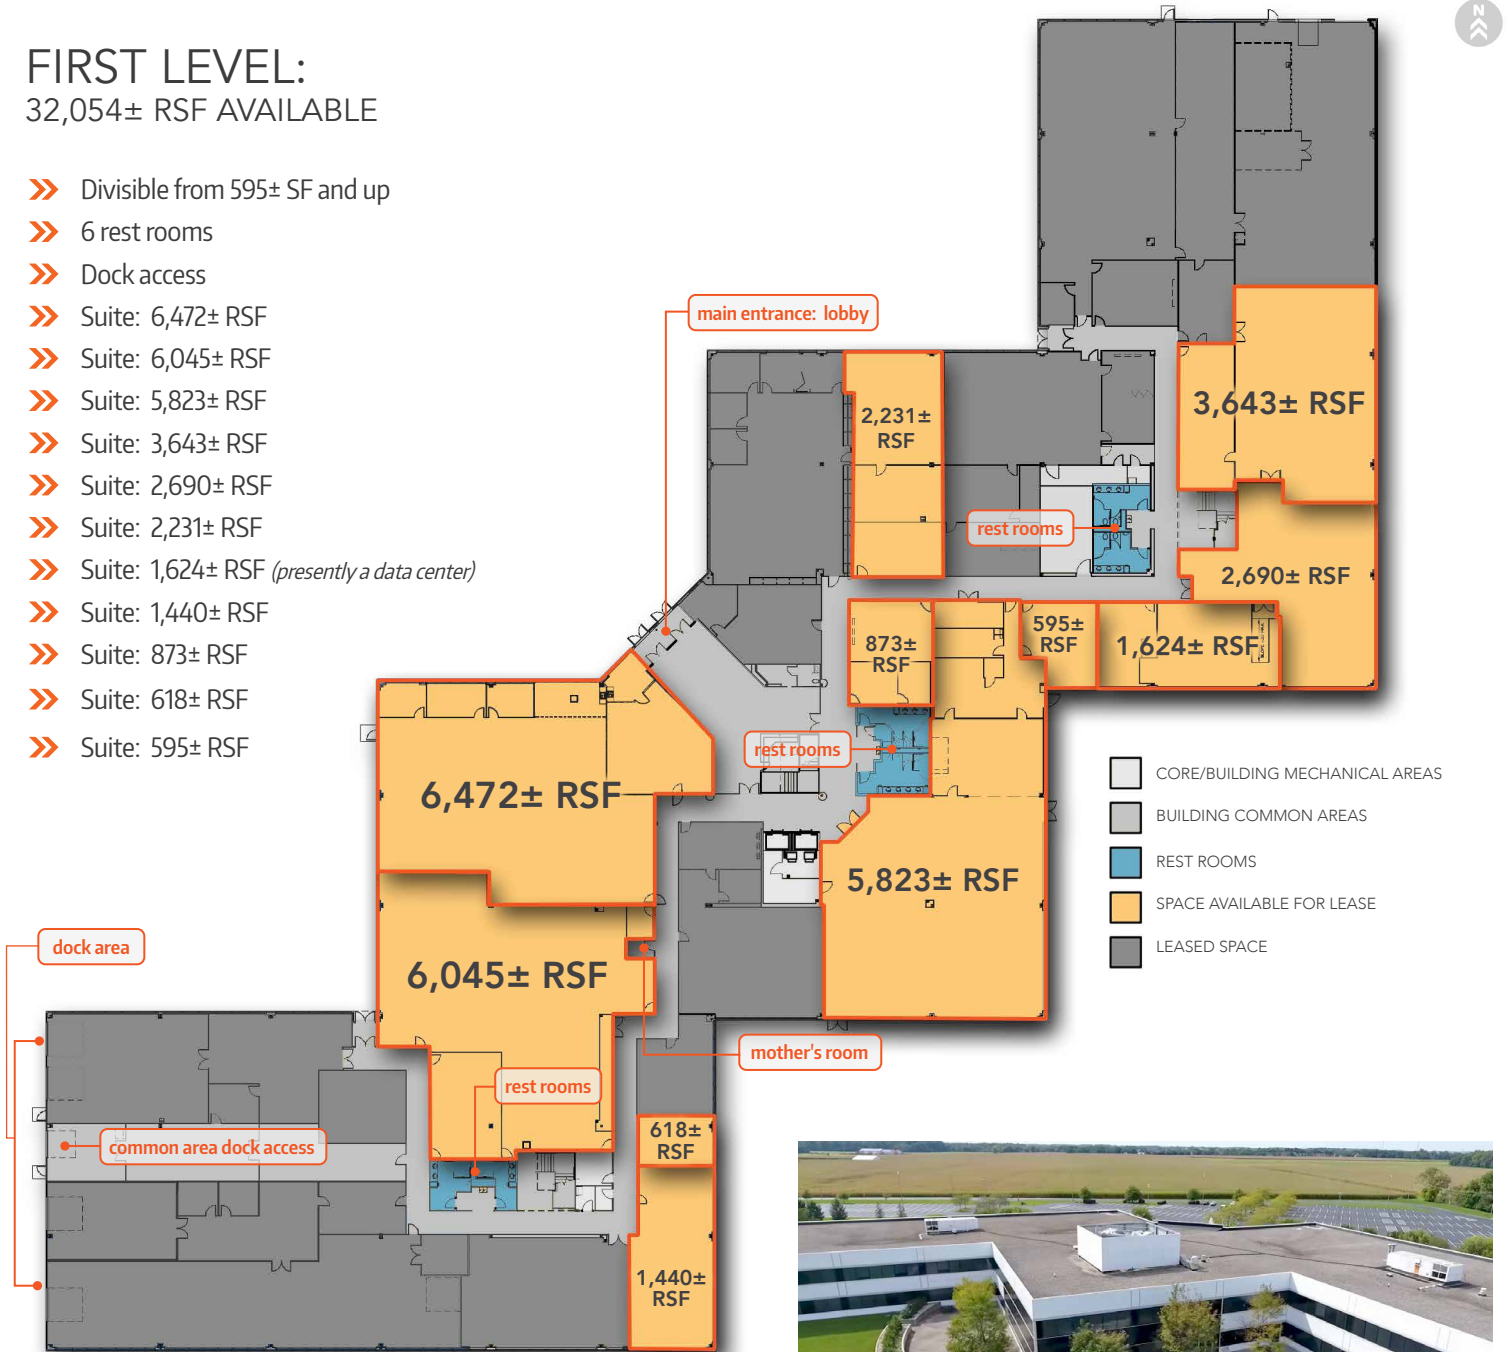 FIRST LEVEL:
32,054± RSF AVAILABLE
Divisible from 595± SF and up
6 rest rooms
Dock access
Suite: 6,472± RSF
Suite: 6,045± RSF
Suite: 5,823± RSF
Suite: 3,643± RSF
Suite: 2,690± RSF
Suite: 2,231± RSF
Suite: 1,624± RSF (presently a data center)
Suite: 1,440± RSF
Suite: 873± RSF
Suite: 618± RSF
Suite: 595± RSF
N
main entrance: lobby
2,231±
RSF
3,643± RSF
rest rooms
2,690± RSF
873±
RSF
595±
RSF
1,624± RSF
rest rooms
6,472± RSF
5,823± RSF
dock area
6,045± RSF
mother's room
rest rooms
common area dock access
618±
RSF
1,440±
RSF
CORE/BUILDING MECHANICAL AREAS
BUILDING COMMON AREAS
REST ROOMS
SPACE AVAILABLE FOR LEASE
LEASED SPACE